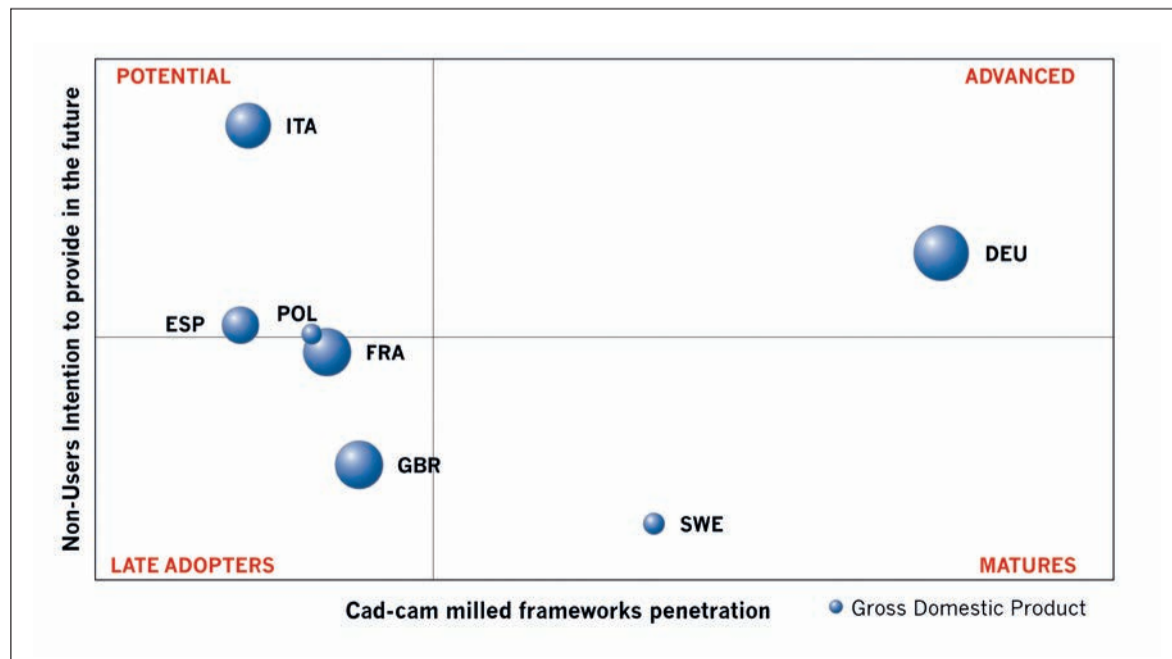 POTENTIAL
ADVANCED
ITA
DEU
ESP
POL
FRA
GBR
SWE
LATE ADOPTERS
MATURES
Non-Users Intention to provide in the future
Cad-cam milled frameworks penetration
Gross Domestic Product